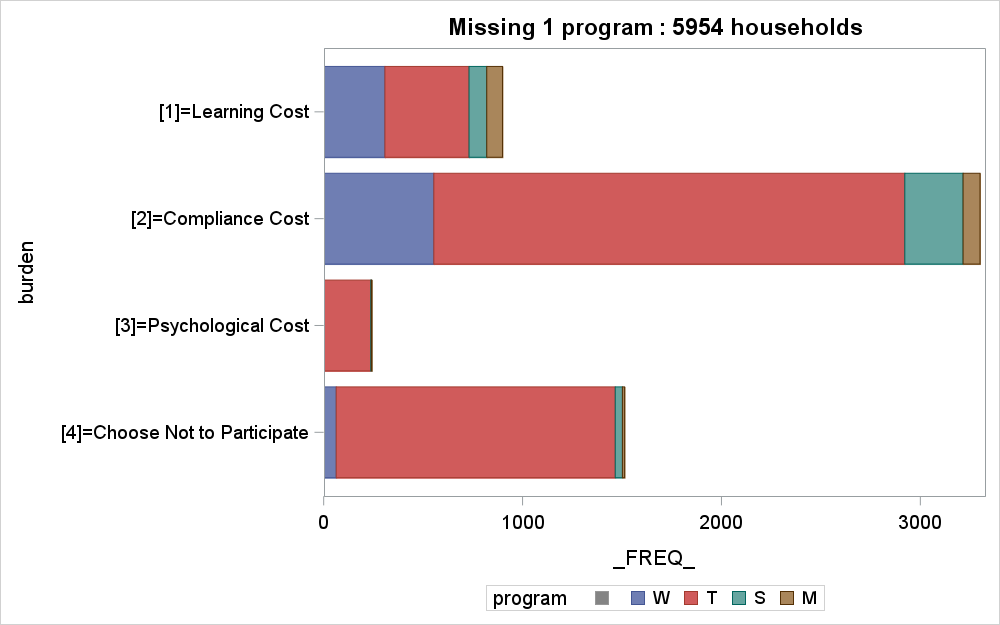 Missing 1 program : 5954 households
burden
[1]=Learning Cost
[2]=Compliance Cost
[3]=Psychological Cost
[4]=Choose Not to Participate
0 1000 2000 3000
_FREQ_
program W T S M